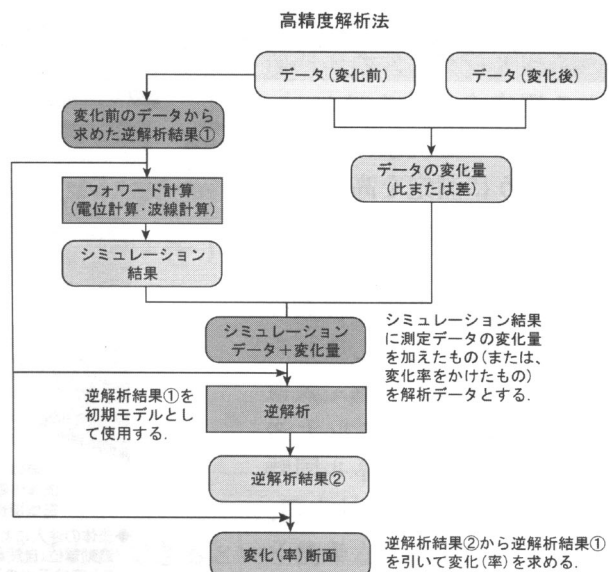 高精度解析法
データ(変化前)
データ(変化後)
変化前のデータから
求めた逆解析結果①
データの変化量
(比または差)
フォワード計算
(電位計算・波線計算)
シミュレーション
結果
シミュレーション
データ+変化量
シミュレーション結果
に測定データの変化量
を加えたもの(または、
変化率をかけたもの)
を解析データとする.
逆解析結果①を
初期モデルとし
て使用する.
逆解析
逆解析結果②
変化(率)断面
逆解析結果②から逆解析結果①
を引いて変化(率)を求める.